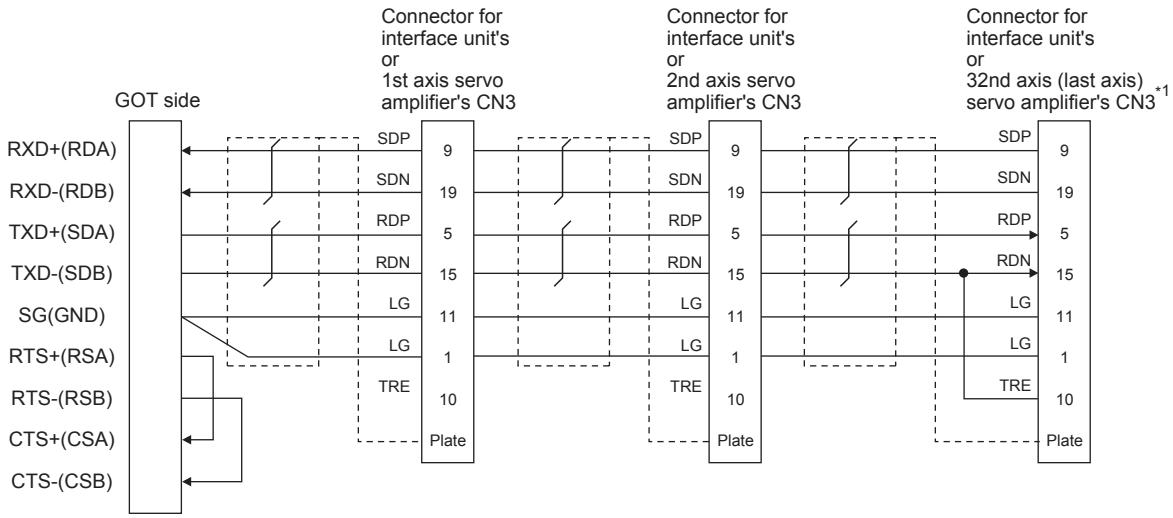 Connector for
interface unit's
or
1st axis servo
amplifier's CN3
Connector for
interface unit's
or
2nd axis servo
amplifier's CN3
Connector for
interface unit's
or
32nd axis (last axis)
servo amplifier's CN3*1
GOT side
RXD+(RDA)
SDP 9 SDP 9 SDP 9
RXD-(RDB)
SDN 19 SDN 19 SDN 19
TXD+(SDA)
RDP 5 RDP 5 RDP 5
TXD-(SDB)
RDN 15 RDN 15 RDN 15
SG(GND)
LG 11 LG 11 LG 11
RTS+(RSA)
LG 1 LG 1 LG 1
RTS-(RSB)
TRE 10 TRE 10 TRE 10
CTS+(CSA)
Plate Plate Plate
CTS-(CSB)